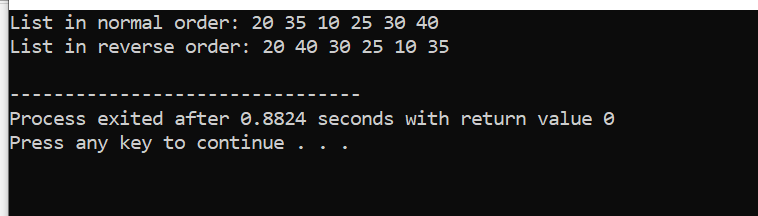 List in normal order: 20 35 10 25 30 40
List in reverse order: 20 40 30 25 10 35
--------------------------------
Process exited after 0.8824 seconds with return value 0
Press any key to continue . . .